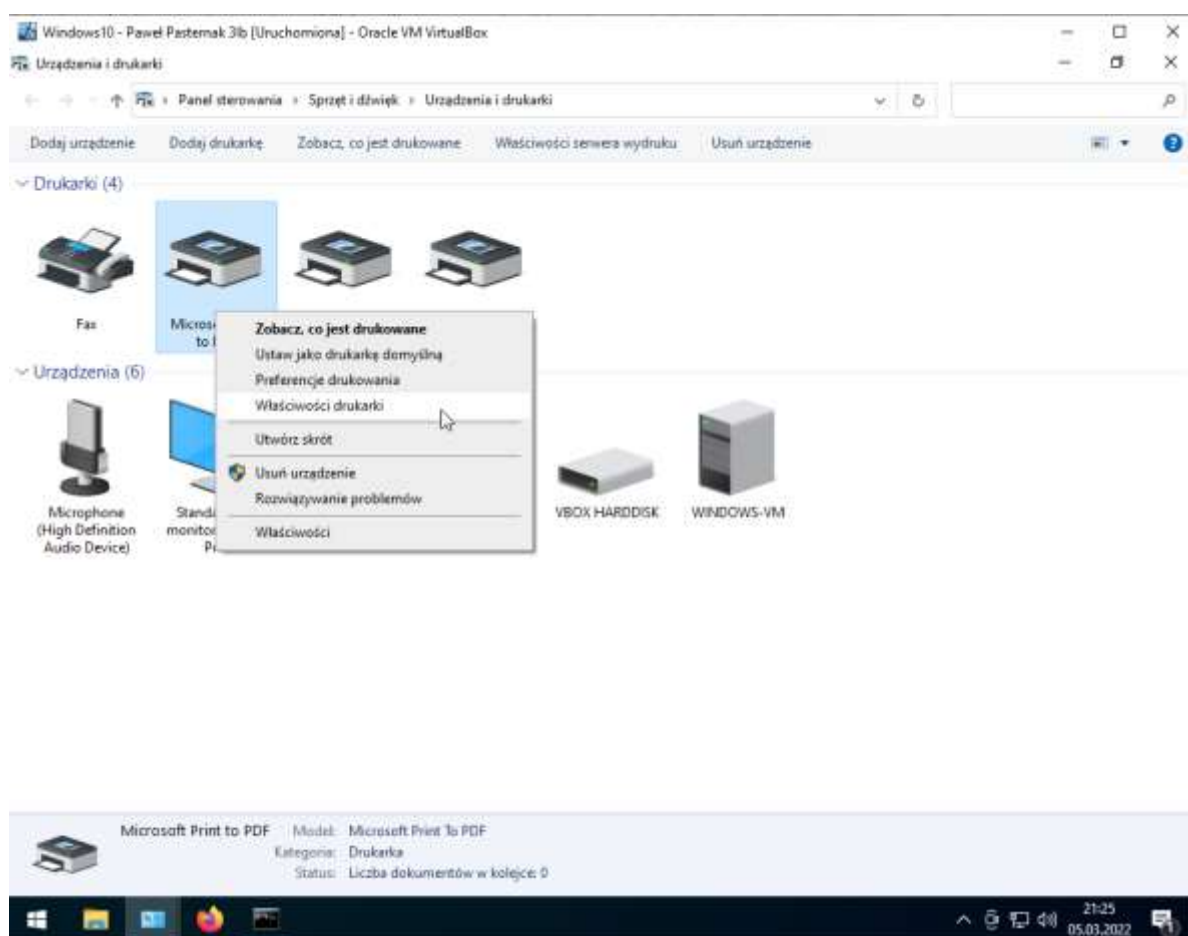 Windows10 - Paweł Pasternak 3lb [Uruchomiona] - Oracle VM VirtualBox
Urządzenia i drukarki
Panel sterowania Sprzęt i dźwięk Urządzenia i drukarki
Dodaj urządzenie Dodaj drukarkę Zobacz, co jest drukowane Właściwości serwera wydruku Usuń urządzenie
Drukarki (4)
Fax
to
Zobacz, co jest drukowane
Ustaw jako drukarkę domyślną
Preferencje drukowania
Właściwości drukarki
Utwórz skrót
Usuń urządzenie
Rozwiązywanie problemów
Właściwości
Urządzenia (6)
Microphone
(High Definition
Audio Device)
VBOX HARDDISK
WINDOWS-VM
Microsoft Print to PDF Model: Microsoft Print To PDF
Kategoria: Drukarka
Status: Liczba dokumentów w kolejce: 0
21:25
05.03.2022